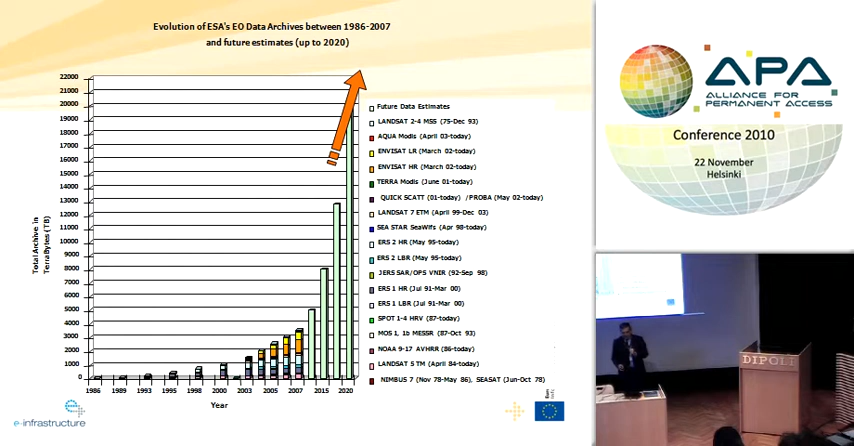 Evolution of ESA's EO Data Archives between 1986-2007
and future estimates (up to 2020)
Total Archive in
TerraBytes (TB)
22000
21000
20000
19000
18000
17000
16000
15000
14000
13000
12000
11000
10000
9000
8000
7000
6000
5000
4000
3000
2000
1000
0
1986 1989 1993 1995 1998 2001 2003 2005 2007 2015 2020
Year
Future Data Estimates
LANDSAT 2-4 MSS (75-Dec 93)
AQUA Modis (April 03-today)
ENVISAT LR (March 02-today)
ENVISAT HR (March 02-today)
TERRA Modis (June 01-today)
QUICK SCATT (01-today) /PROBA (May 02-today)
LANDSAT 7 ETM (April 99-Dec 03)
SEA STAR SeaWifs (Apr 98-today)
ERS 2 HR (May 95-today)
ERS 2 LBR (May 95-today)
JERS SAR/OPS VNIR (92-Sep 98)
ERS 1 HR (Jul 91-Mar 00)
ERS 1 LBR (Jul 91-Mar 00)
SPOT 1-4 HRV (87-today)
MOS 1, 1b MESSR (87-Oct 93)
NOAA 9-17 AVHRR (86-today)
LANDSAT 5 TM (April 84-today)
NIMBUS 7 (Nov 78-May 86), SEASAT (Jun-Oct 78)
e-infrastructure
APA
ALLIANCE FOR
PERMANENT ACCESS
Conference 2010
22 November
Helsinki
DIPOLI